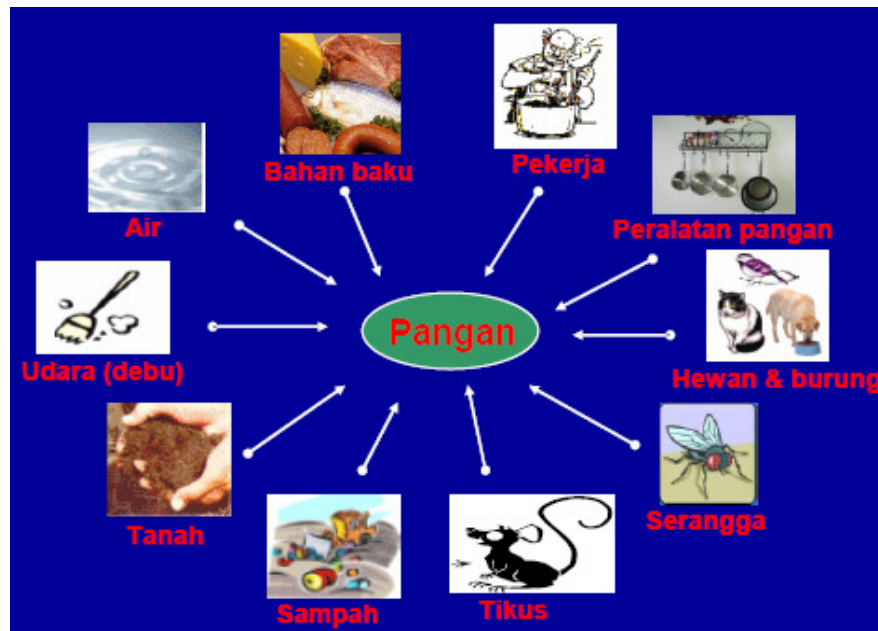 Bahan baku
Pekerja
Air
Peralatan pangan
Udara (debu)
Pangan
Hewan & burung
Tanah
Serangga
Sampah
Tikus